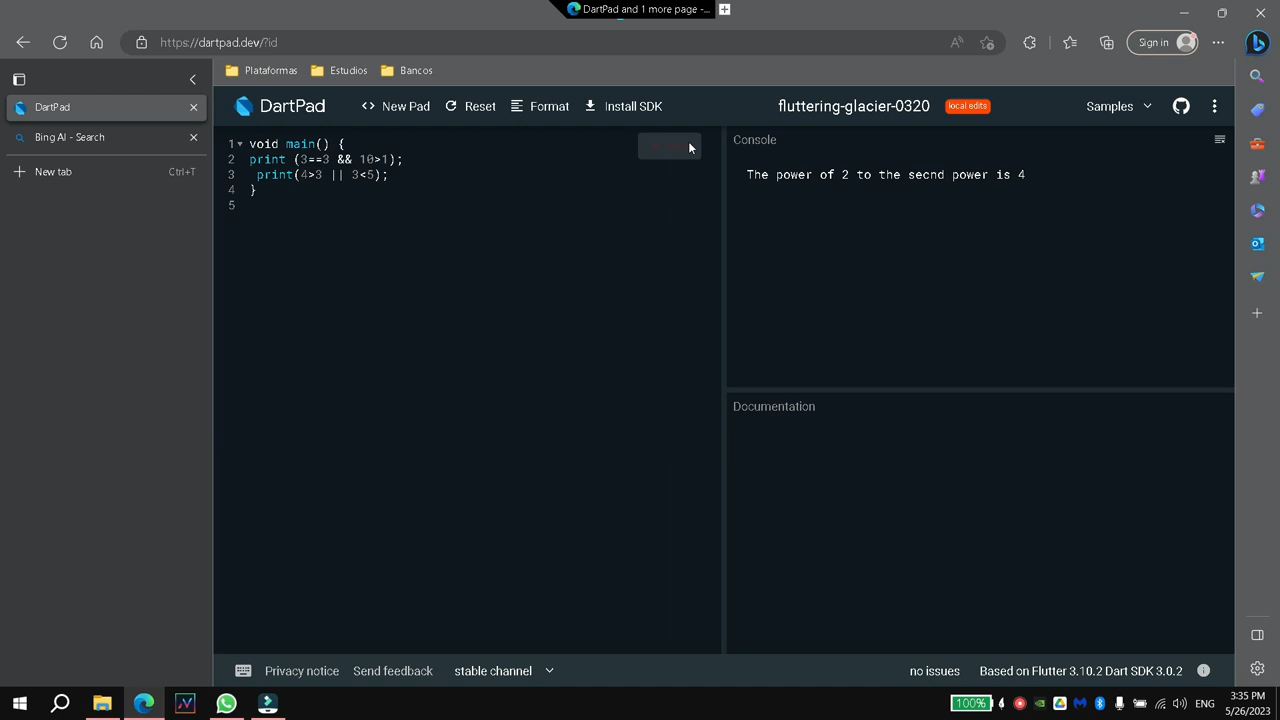 DartPad and 1 more page -...
https://dartpad.dev/?id
Sign in
Plataformas
Estudios
Bancos
DartPad
Bing AI - Search
New tab
Ctrl+T
DartPad
New Pad
Reset
Format
Install SDK
fluttering-glacier-0320
local edits
Samples
1 void main() {
2 print (3==3 && 10>1);
3 print(4>3 || 3<5);
4 }
5
Console
The power of 2 to the secnd power is 4
Documentation
Privacy notice
Send feedback
stable channel
no issues
Based on Flutter 3.10.2 Dart SDK 3.0.2
100%
ENG
3:35 PM
5/26/2023